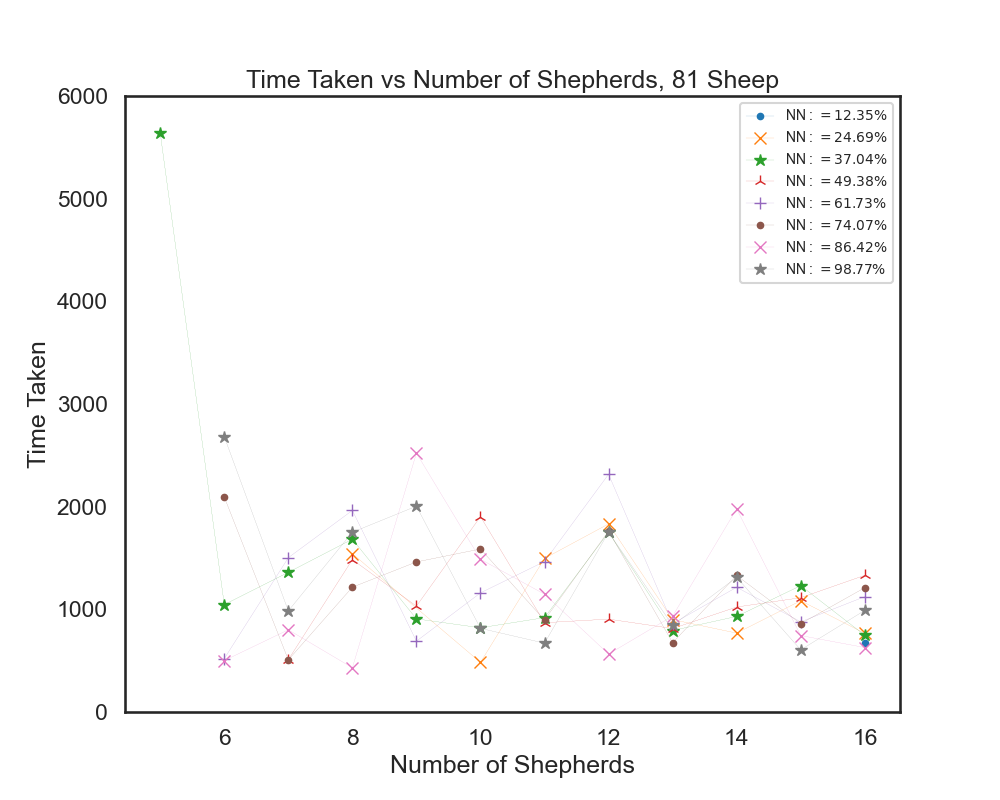 Time Taken vs Number of Shepherds, 81 Sheep
6000
5000
4000
3000
2000
1000
0
Time Taken
6 8 10 12 14 16
Number of Shepherds
NN: =12.35%
NN: =24.69%
NN: =37.04%
NN: =49.38%
NN: =61.73%
NN: =74.07%
NN: =86.42%
NN: =98.77%